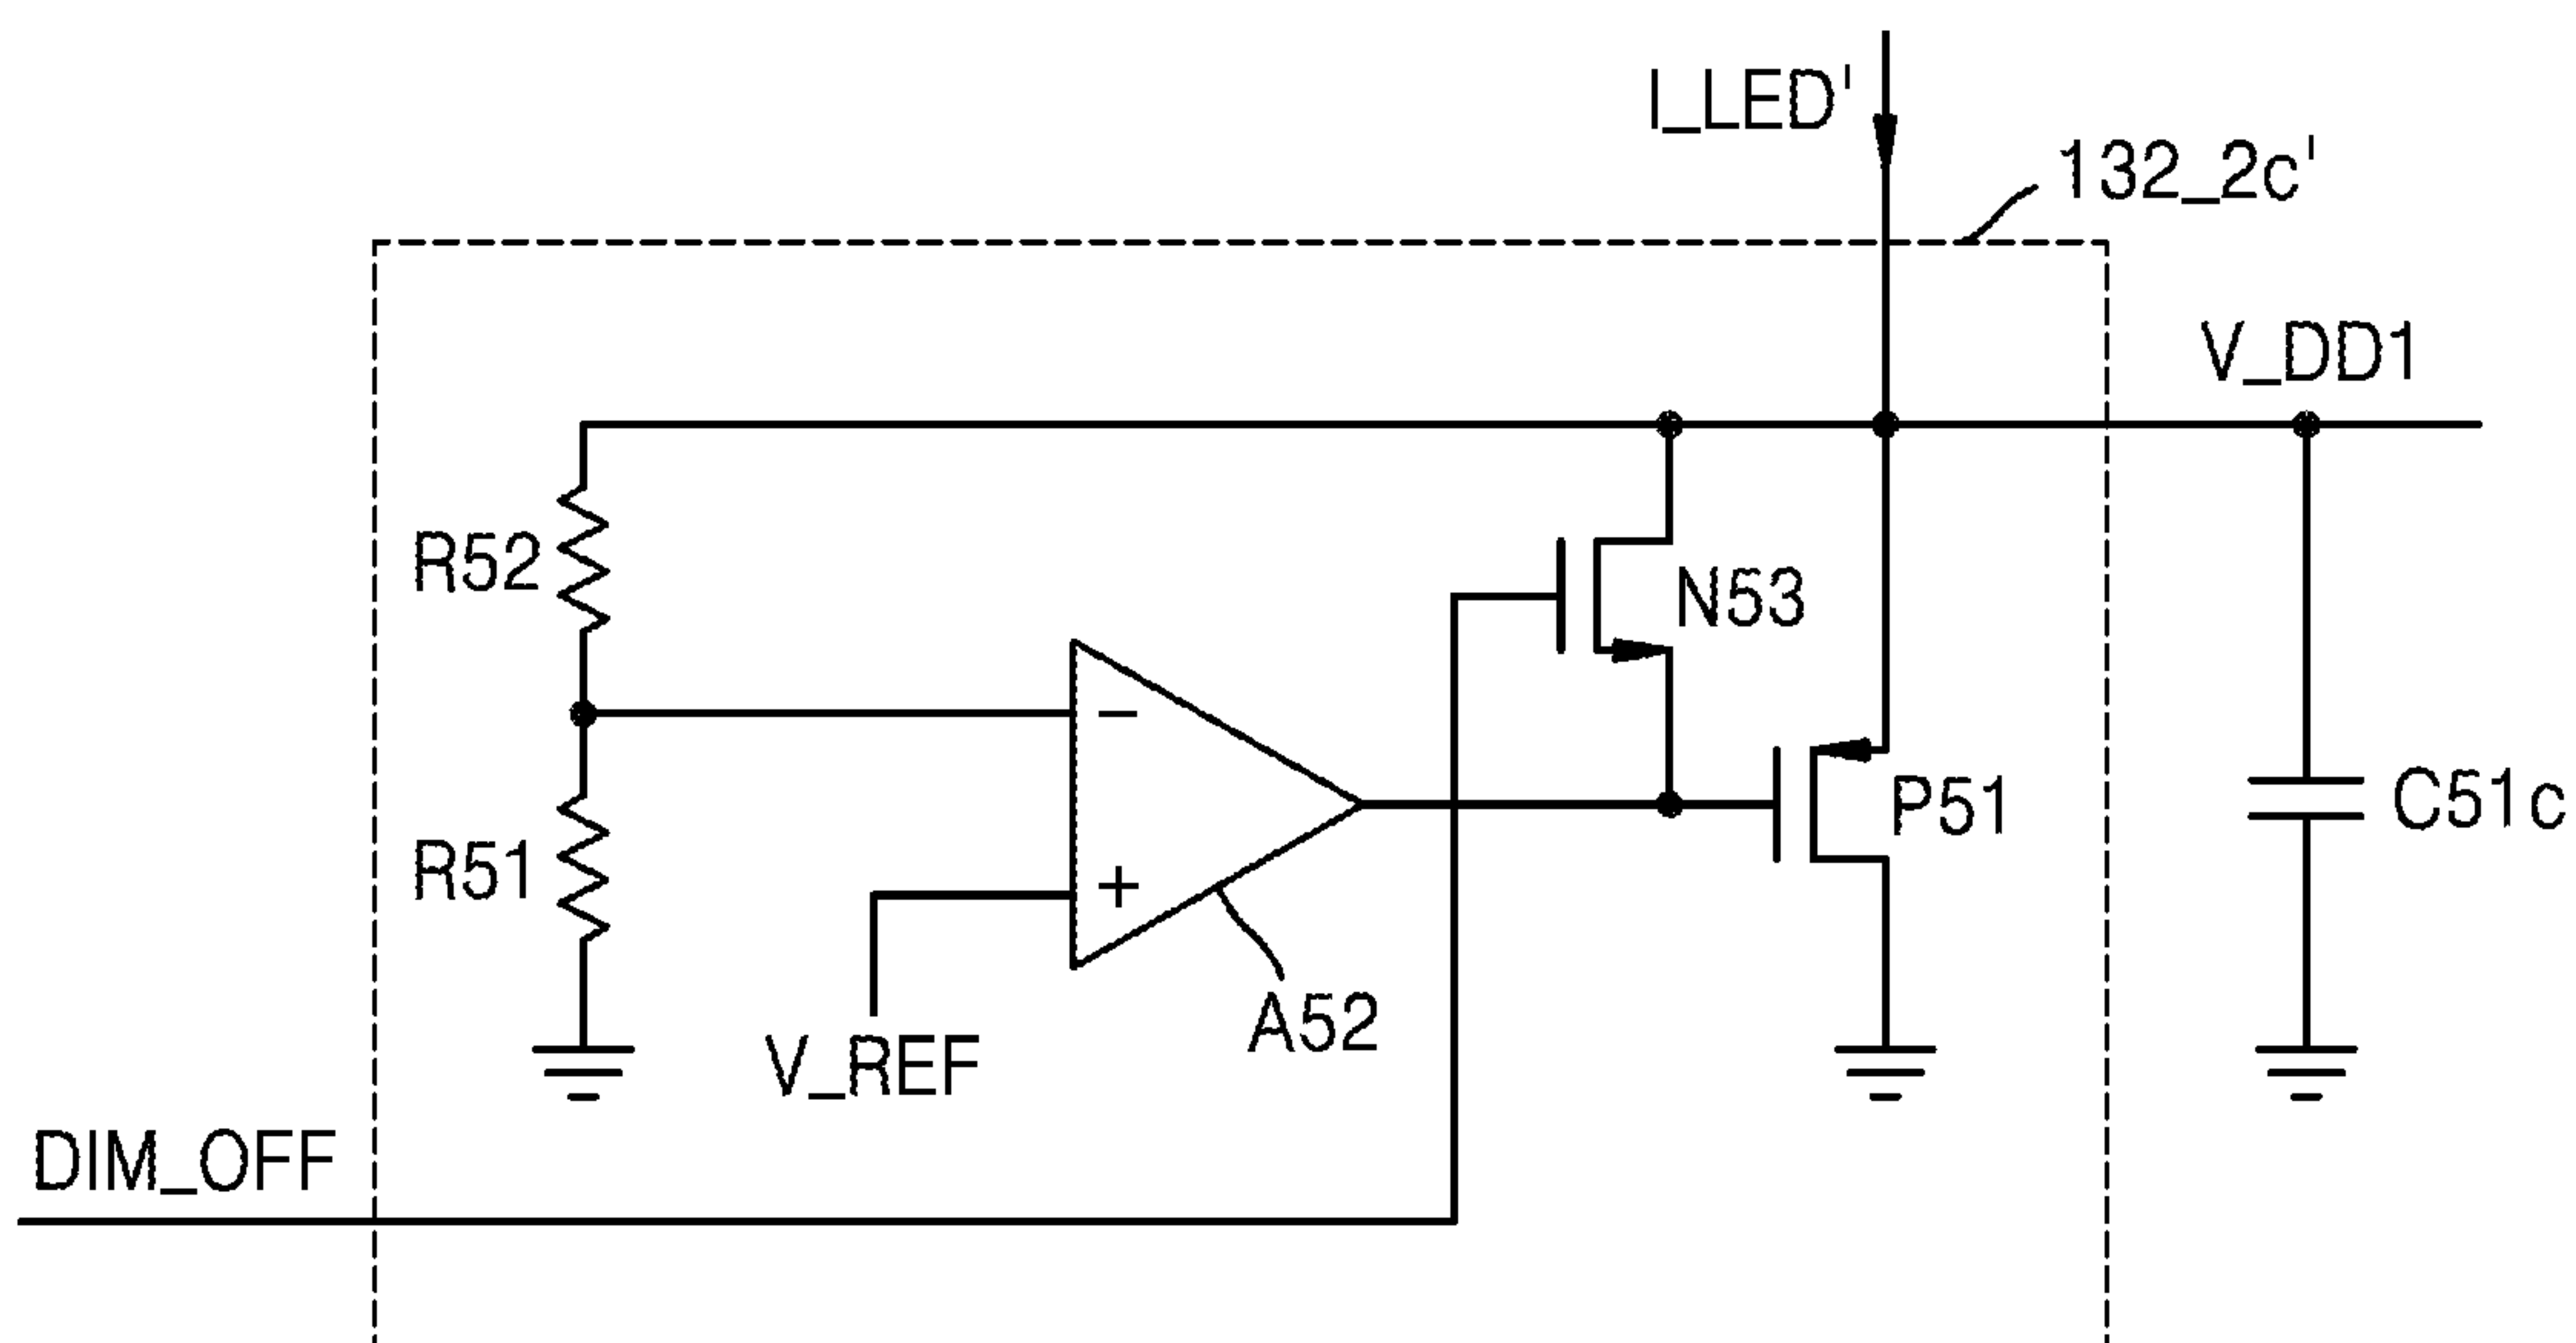 I_LED'
132_2c'
V_DD1
R52
N53
−
P51
C51c
R51
+
A52
V_REF
DIM_OFF